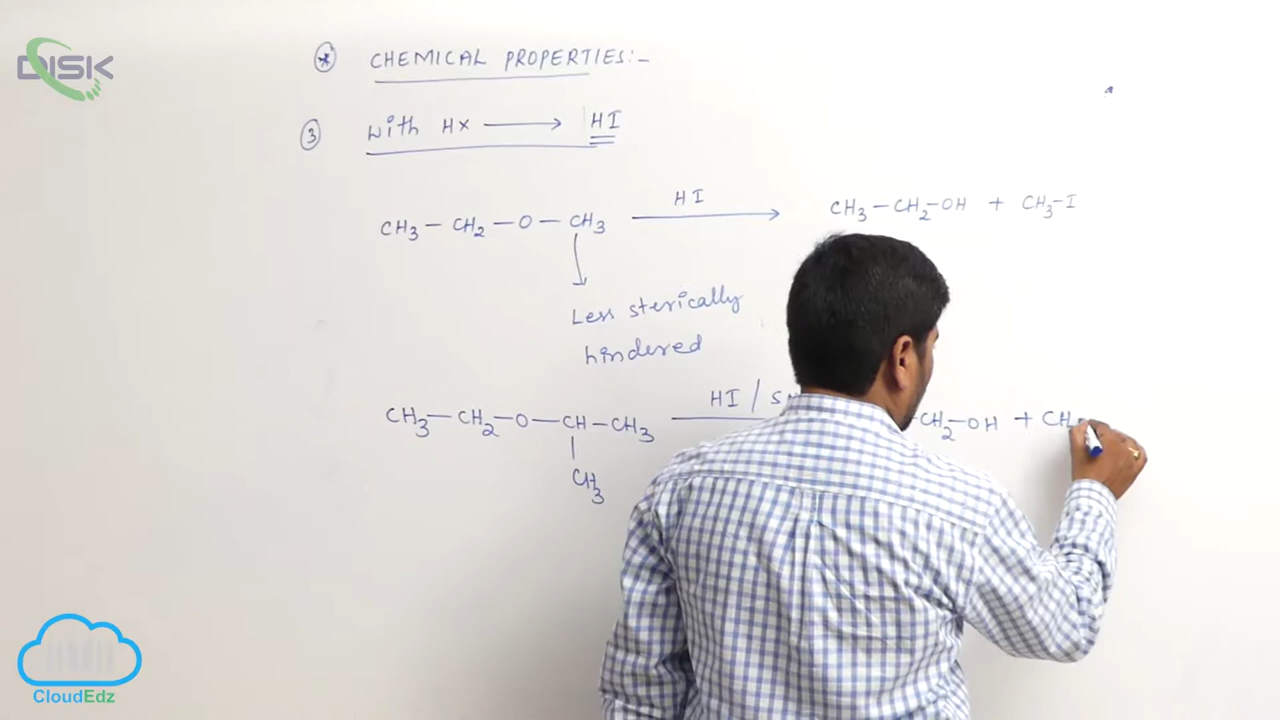 DISK
* CHEMICAL PROPERTIES:-
3 With HX ⟶ HI
CH3 – CH2 – O – CH3 HI ⟶ CH3 – CH2 – OH + CH3 – I
↓
Less sterically
hindered
CH3 – CH2 – O – CH – CH3 HI / CH2 – OH + CH
|
CH3
CloudEdz